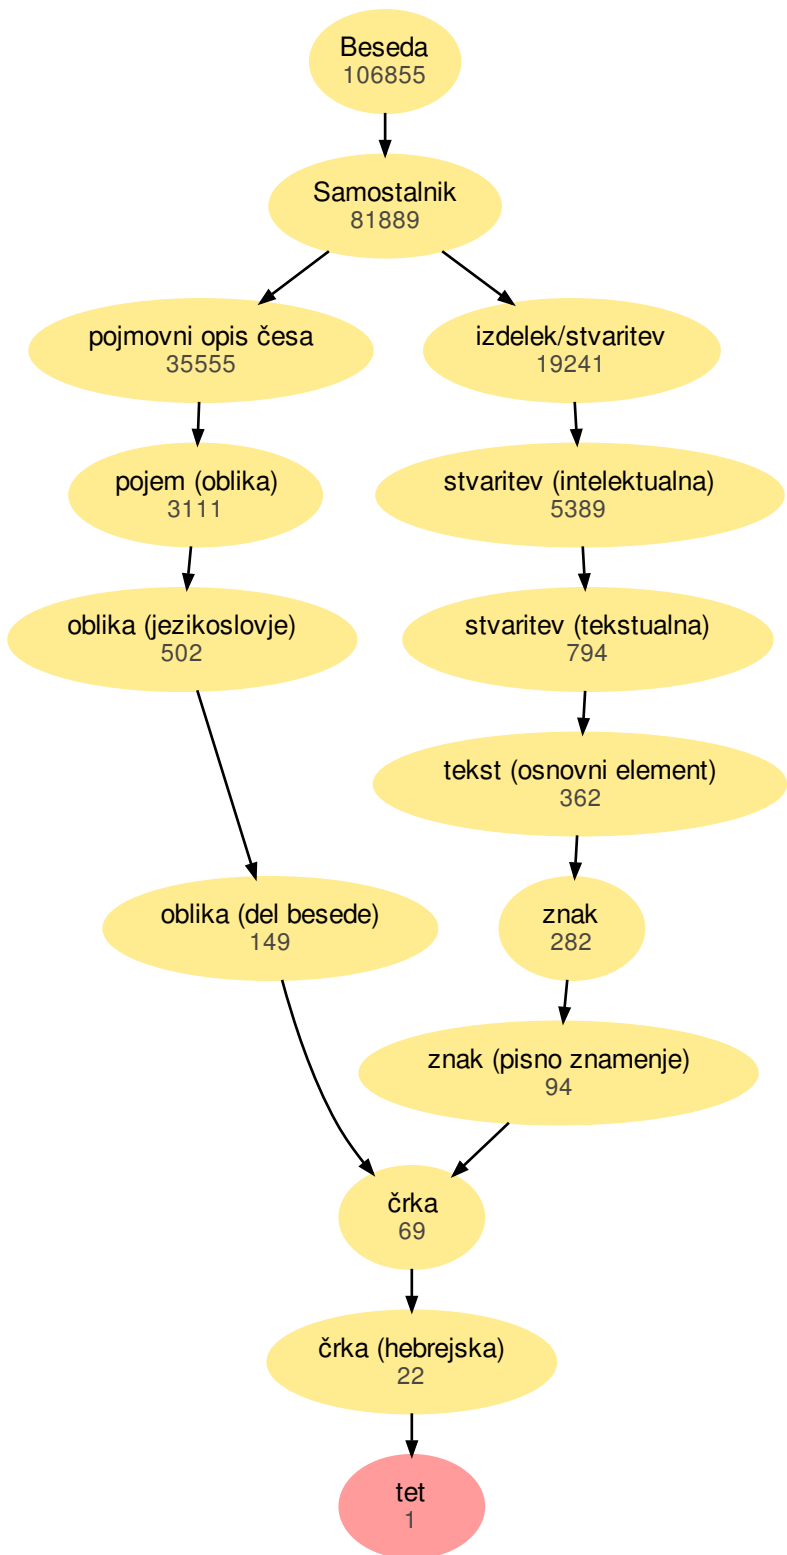 Beseda
106855
Samostalnik
81889
pojmovni opis česa
35555
izdelek/stvaritev
19241
pojem (oblika)
3111
stvaritev (intelektualna)
5389
oblika (jezikoslovje)
502
stvaritev (tekstualna)
794
tekst (osnovni element)
362
oblika (del besede)
149
znak
282
znak (pisno znamenje)
94
črka
69
črka (hebrejska)
22
tet
1